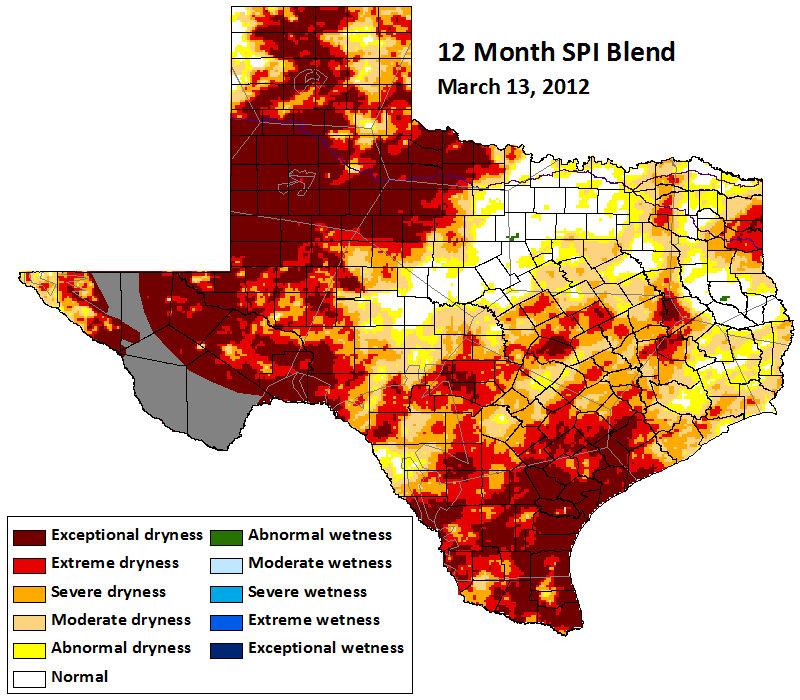 12 Month SPI Blend
March 13, 2012
Exceptional dryness
Extreme dryness
Severe dryness
Moderate dryness
Abnormal dryness
Normal
Abnormal wetness
Moderate wetness
Severe wetness
Extreme wetness
Exceptional wetness